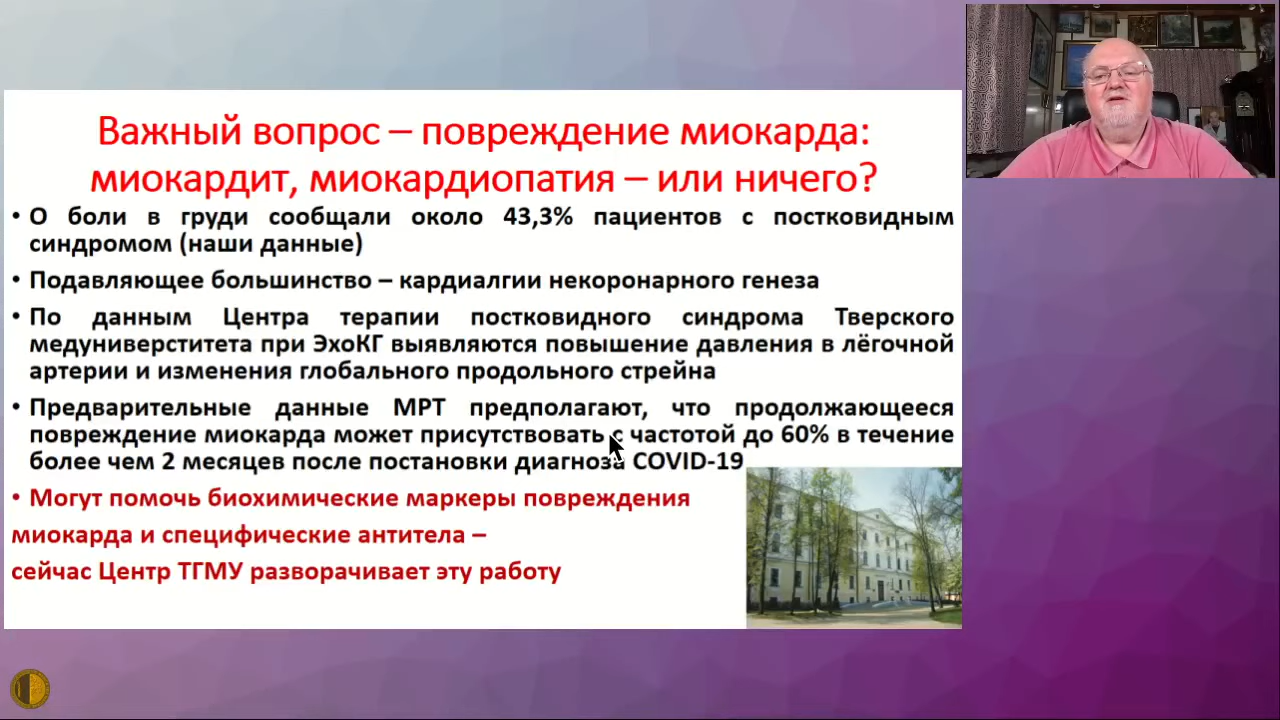 Важный вопрос – повреждение миокарда:
миокардит, миокардиопатия – или ничего?
• О боли в груди сообщали около 43,3% пациентов с постковидным
синдромом (наши данные)
• Подавляющее большинство – кардиалгии некоронарного генеза
• По данным Центра терапии постковидного синдрома Тверского
медуниверститета при ЭхоКГ выявляются повышение давления в лёгочной
артерии и изменения глобального продольного стрейна
• Предварительные данные МРТ предполагают, что продолжающееся
повреждение миокарда может присутствовать с частотой до 60% в течение
более чем 2 месяцев после постановки диагноза COVID-19
• Могут помочь биохимические маркеры повреждения
миокарда и специфические антитела –
сейчас Центр ТГМУ разворачивает эту работу